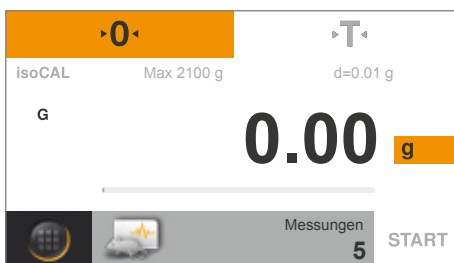 0 T
isoCAL Max 2100 g d=0.01 g
G
0.00 g
Messungen
5
START